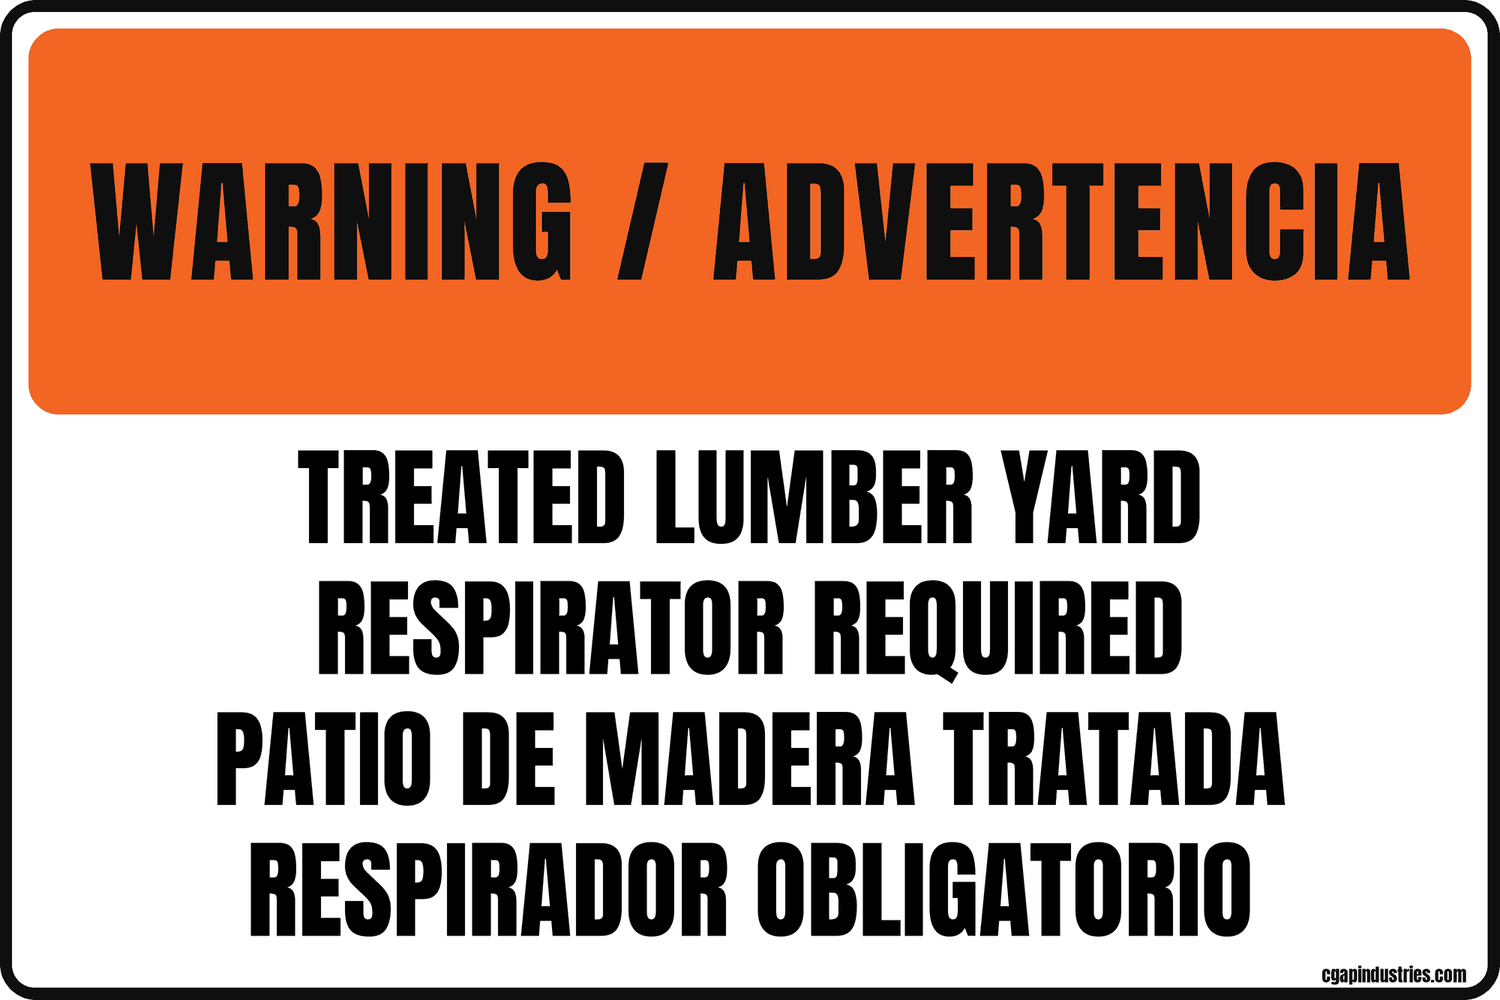 WARNING / ADVERTENCIA
TREATED LUMBER YARD
RESPIRATOR REQUIRED
PATIO DE MADERA TRATADA
RESPIRADOR OBLIGATORIO
cgapindustries.com